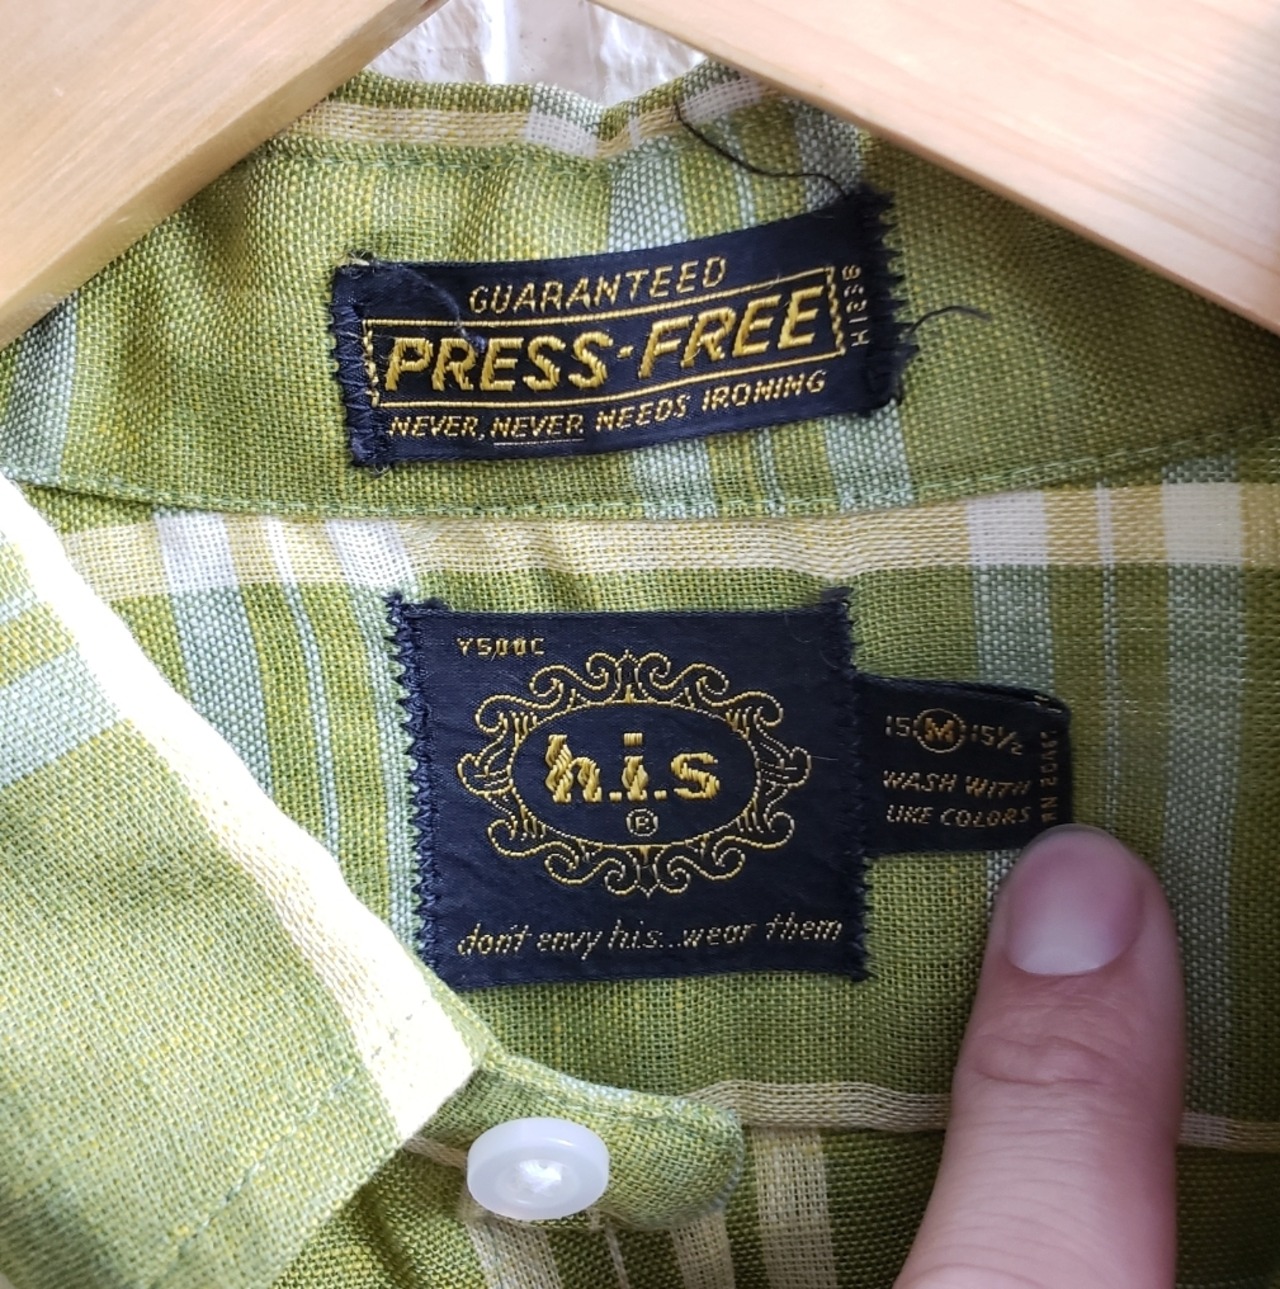 GUARANTEED
PRESS-FREE
NEVER, NEVER NEEDS IRONING
Y500C
h.i.s
®
don't envy h.i.s...wear them
15 M 15½
WASH WITH
LIKE COLORS